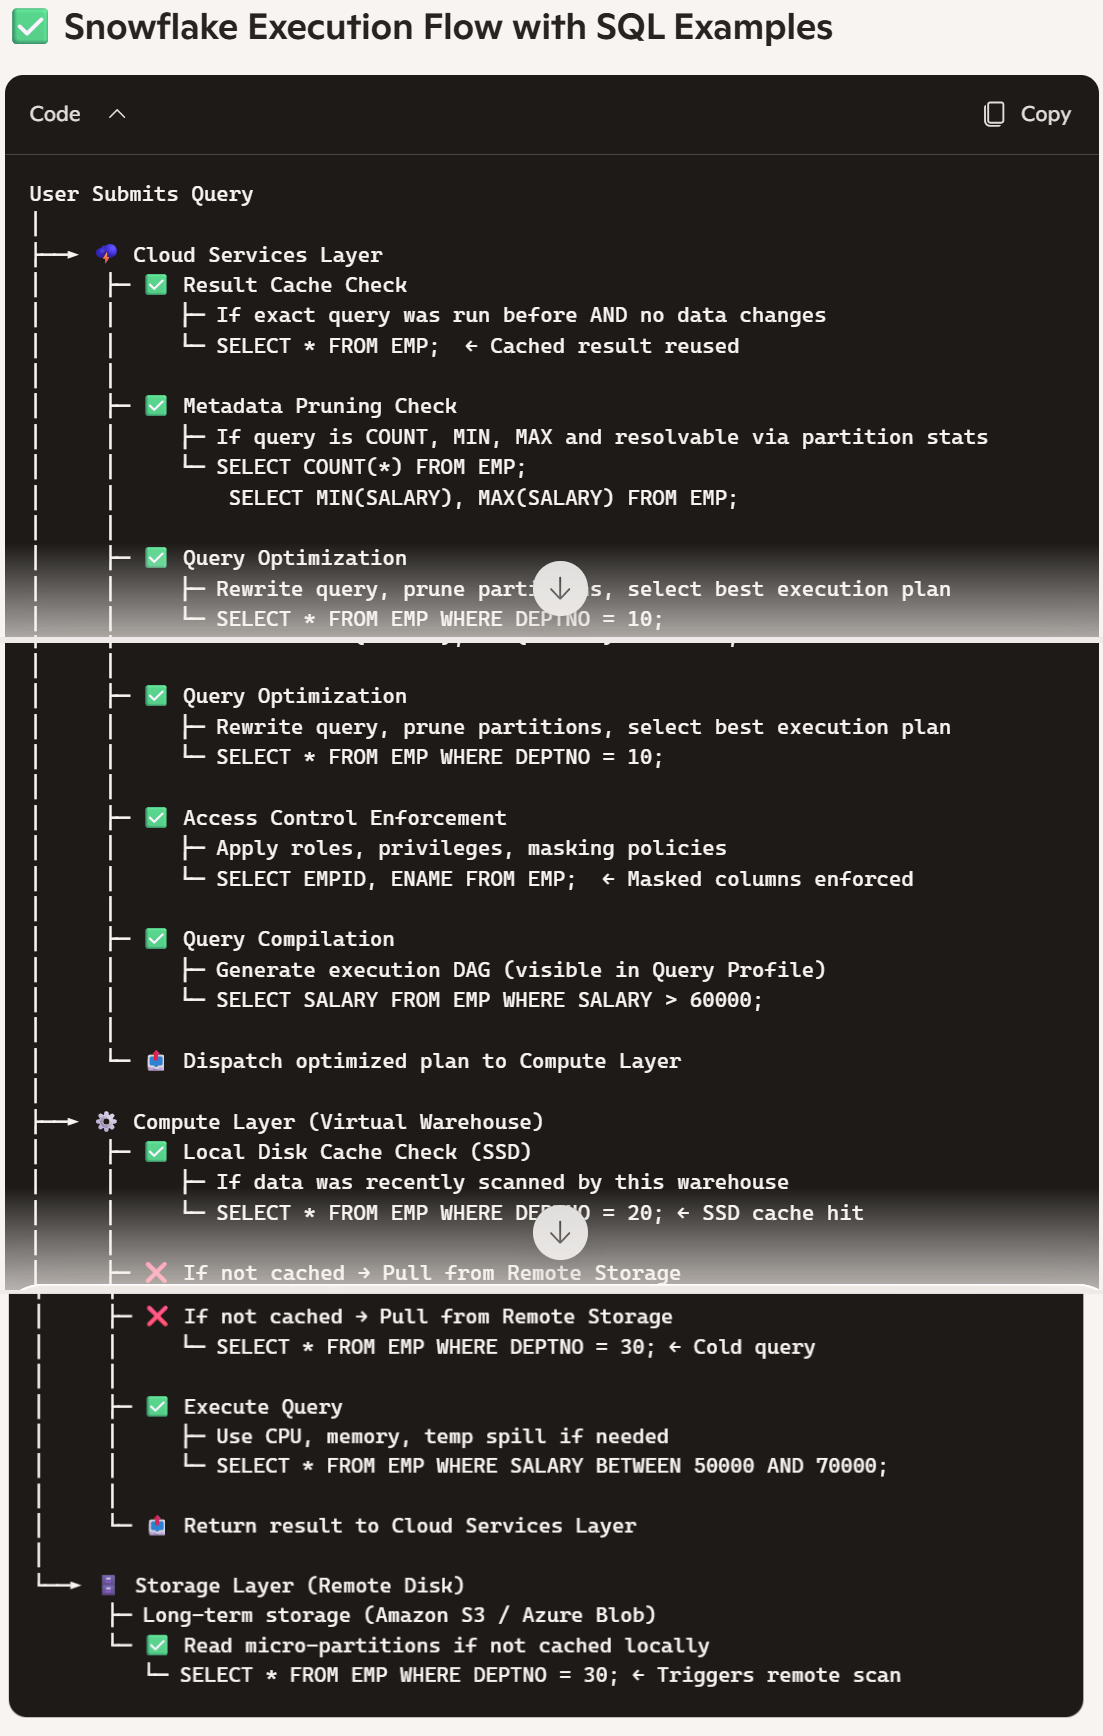 ✅ Snowflake Execution Flow with SQL Examples
Code
Copy
User Submits Query
Cloud Services Layer
✅ Result Cache Check
If exact query was run before AND no data changes
SELECT * FROM EMP;  ← Cached result reused
✅ Metadata Pruning Check
If query is COUNT, MIN, MAX and resolvable via partition stats
SELECT COUNT(*) FROM EMP;
SELECT MIN(SALARY), MAX(SALARY) FROM EMP;
✅ Query Optimization
Rewrite query, prune parti s, select best execution plan
SELECT * FROM EMP WHERE DEPTNO = 10;
✅ Query Optimization
Rewrite query, prune partitions, select best execution plan
SELECT * FROM EMP WHERE DEPTNO = 10;
✅ Access Control Enforcement
Apply roles, privileges, masking policies
SELECT EMPID, ENAME FROM EMP;  ← Masked columns enforced
✅ Query Compilation
Generate execution DAG (visible in Query Profile)
SELECT SALARY FROM EMP WHERE SALARY > 60000;
📤 Dispatch optimized plan to Compute Layer
⚙️ Compute Layer (Virtual Warehouse)
✅ Local Disk Cache Check (SSD)
If data was recently scanned by this warehouse
SELECT * FROM EMP WHERE DEPTNO = 20; ← SSD cache hit
❌ If not cached → Pull from Remote Storage
❌ If not cached → Pull from Remote Storage
SELECT * FROM EMP WHERE DEPTNO = 30; ← Cold query
✅ Execute Query
Use CPU, memory, temp spill if needed
SELECT * FROM EMP WHERE SALARY BETWEEN 50000 AND 70000;
📤 Return result to Cloud Services Layer
🗄️ Storage Layer (Remote Disk)
Long-term storage (Amazon S3 / Azure Blob)
✅ Read micro-partitions if not cached locally
SELECT * FROM EMP WHERE DEPTNO = 30; ← Triggers remote scan